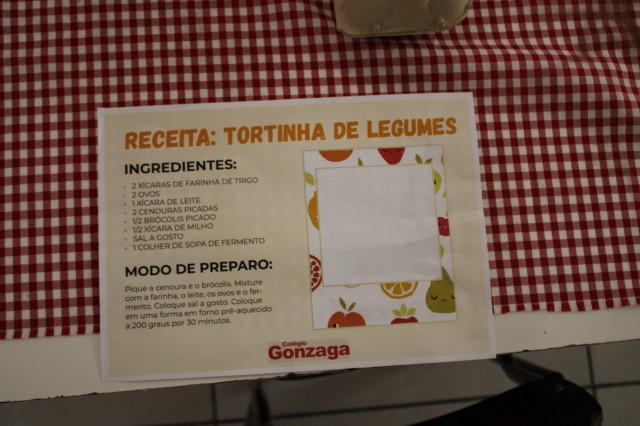 RECEITA: TORTINHA DE LEGUMES
INGREDIENTES:
• 2 XÍCARAS DE FARINHA DE TRIGO
• 2 OVOS
• 1 XÍCARA DE LEITE
• 2 CENOURAS PICADAS
• 1/2 BRÓCOLIS PICADO
• 1/2 XÍCARA DE MILHO
• SAL A GOSTO
• 1 COLHER DE SOPA DE FERMENTO
MODO DE PREPARO:
Pique a cenoura e o brócolis. Misture
com a farinha, o leite, os ovos e o fer-
mento. Coloque sal a gosto. Coloque
em uma forma em forno pré-aquecido
a 200 graus por 30 minutos.
Colégio
Gonzaga